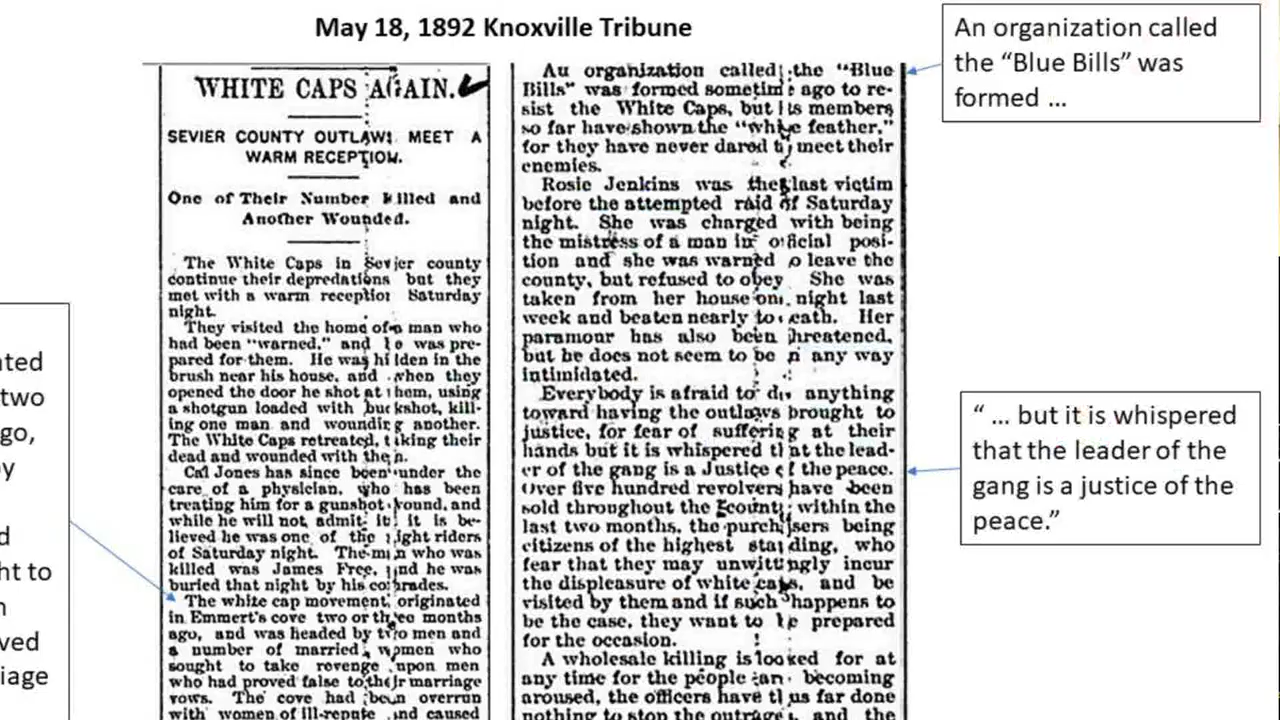 May 18, 1892 Knoxville Tribune
WHITE CAPS AGAIN.
SEVIER COUNTY OUTLAWS MEET A
WARM RECEPTION.
One of Their Number Killed and
Another Wounded.
The White Caps in Sevier county
continue their depredations but they
met with a warm reception Saturday
night.
They visited the home of a man who
had been "warned," and he was pre-
pared for them. He was hidden in the
brush near his house, and when they
opened the door he shot at them, using
a shotgun loaded with buckshot, kill-
ing one man and wounding another.
The White Caps retreated, taking their
dead and wounded with them.
Cal Jones has since been under the
care of a physician, who has been
treating him for a gunshot wound, and
while he will not admit it, it is be-
lieved he was one of the night riders
of Saturday night. The man who was
killed was James Free, and he was
buried that night by his comrades.
The white cap movement originated
in Emmert's cove two or three months
ago, and was headed by two men and
a number of married women who
sought to take revenge upon men
who had proved false to their marriage
vows. The cove had been overrun
with women of ill-repute and caused
An organization called the "Blue
Bills" was formed sometime ago to re-
sist the White Caps, but its members
so far have shown the "white feather,"
for they have never dared to meet their
enemies.
Rosie Jenkins was the last victim
before the attempted raid of Saturday
night. She was charged with being
the mistress of a man in official posi-
tion and she was warned to leave the
county, but refused to obey She was
taken from her house one night last
week and beaten nearly to death. Her
paramour has also been threatened,
but he does not seem to be in any way
intimidated.
Everybody is afraid to do anything
toward having the outlaws brought to
justice, for fear of suffering at their
hands but it is whispered that the lead-
er of the gang is a Justice of the peace.
Over five hundred revolvers have been
sold throughout the county within the
last two months, the purchasers being
citizens of the highest standing, who
fear that they may unwittingly incur
the displeasure of white caps, and be
visited by them and if such happens to
be the case, they want to be prepared
for the occasion.
A wholesale killing is looked for at
any time for the people are becoming
aroused, the officers have thus far done
nothing to stop the outrages, and the
An organization called
the "Blue Bills" was
formed ...
" ... but it is whispered
that the leader of the
gang is a justice of the
peace."
two
go,
ht to
iage